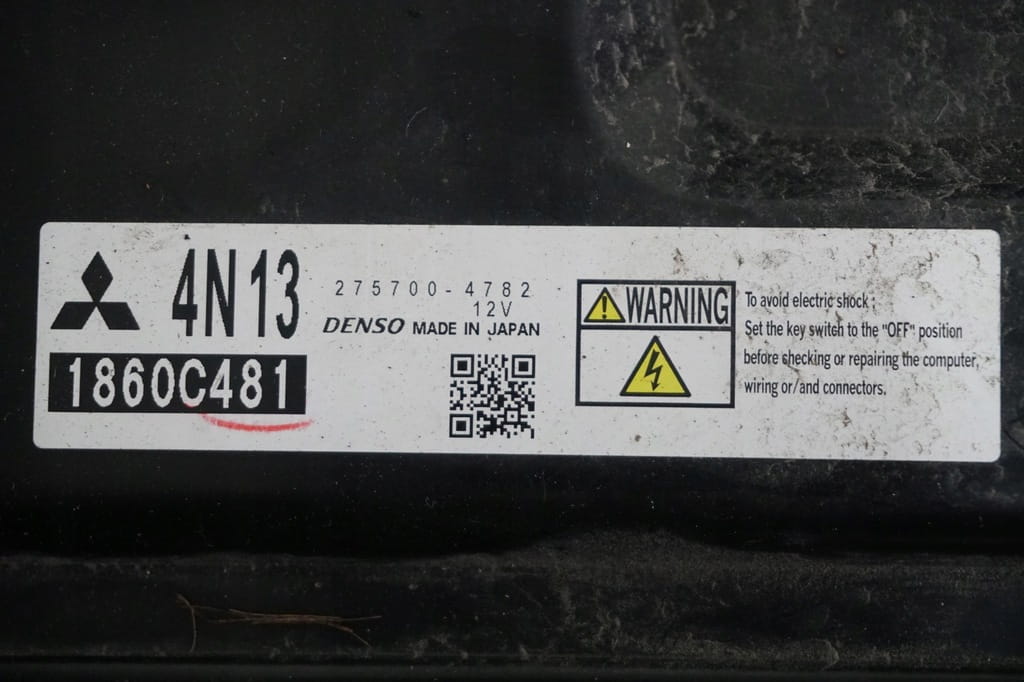 4N13
1860C481
275700-4782
12V
DENSO MADE IN JAPAN
WARNING
To avoid electric shock ;
Set the key switch to the "OFF" position
before checking or repairing the computer,
wiring or/and connectors.